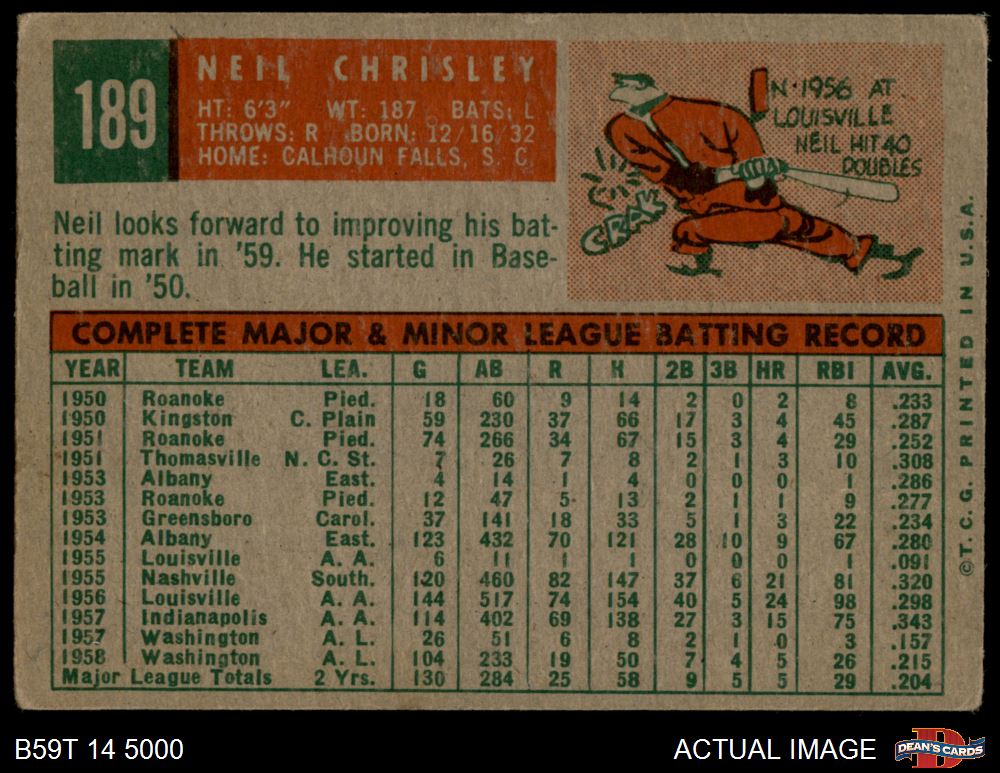 189
NEIL CHRISLEY
HT: 6'3" WT: 187 BATS: L
THROWS: R BORN: 12/16/32
HOME: CALHOUN FALLS, S. C.
IN 1956 AT
LOUISVILLE
NEIL HIT 40
DOUBLES
CRAK
Neil looks forward to improving his bat-
ting mark in '59. He started in Base-
ball in '50.
COMPLETE MAJOR & MINOR LEAGUE BATTING RECORD
YEAR TEAM LEA. G AB R H 2B 3B HR RBI AVG.
1950 Roanoke Pied. 18 60 9 14 2 0 2 8 .233
1950 Kingston C. Plain 59 230 37 66 17 3 4 45 .287
1951 Roanoke Pied. 74 266 34 67 15 3 4 29 .252
1951 Thomasville N. C. St. 7 26 7 8 2 1 3 10 .308
1953 Albany East. 4 14 1 4 0 0 0 1 .286
1953 Roanoke Pied. 12 47 5 13 2 1 1 9 .277
1953 Greensboro Carol. 37 141 18 33 5 1 3 22 .234
1954 Albany East. 123 432 70 121 28 10 9 67 .280
1955 Louisville A. A. 6 11 1 1 0 0 0 1 .091
1955 Nashville South. 120 460 82 147 37 6 21 81 .320
1956 Louisville A. A. 144 517 74 154 40 5 24 98 .298
1957 Indianapolis A. A. 114 402 69 138 27 3 15 75 .343
1957 Washington A. L. 26 51 6 8 2 1 0 3 .157
1958 Washington A. L. 104 233 19 50 7 4 5 26 .215
Major League Totals 2 Yrs. 130 284 25 58 9 5 5 29 .204
©T. C. G. PRINTED IN U.S.A.
B59T 14 5000
ACTUAL IMAGE
D
DEAN'S CARDS